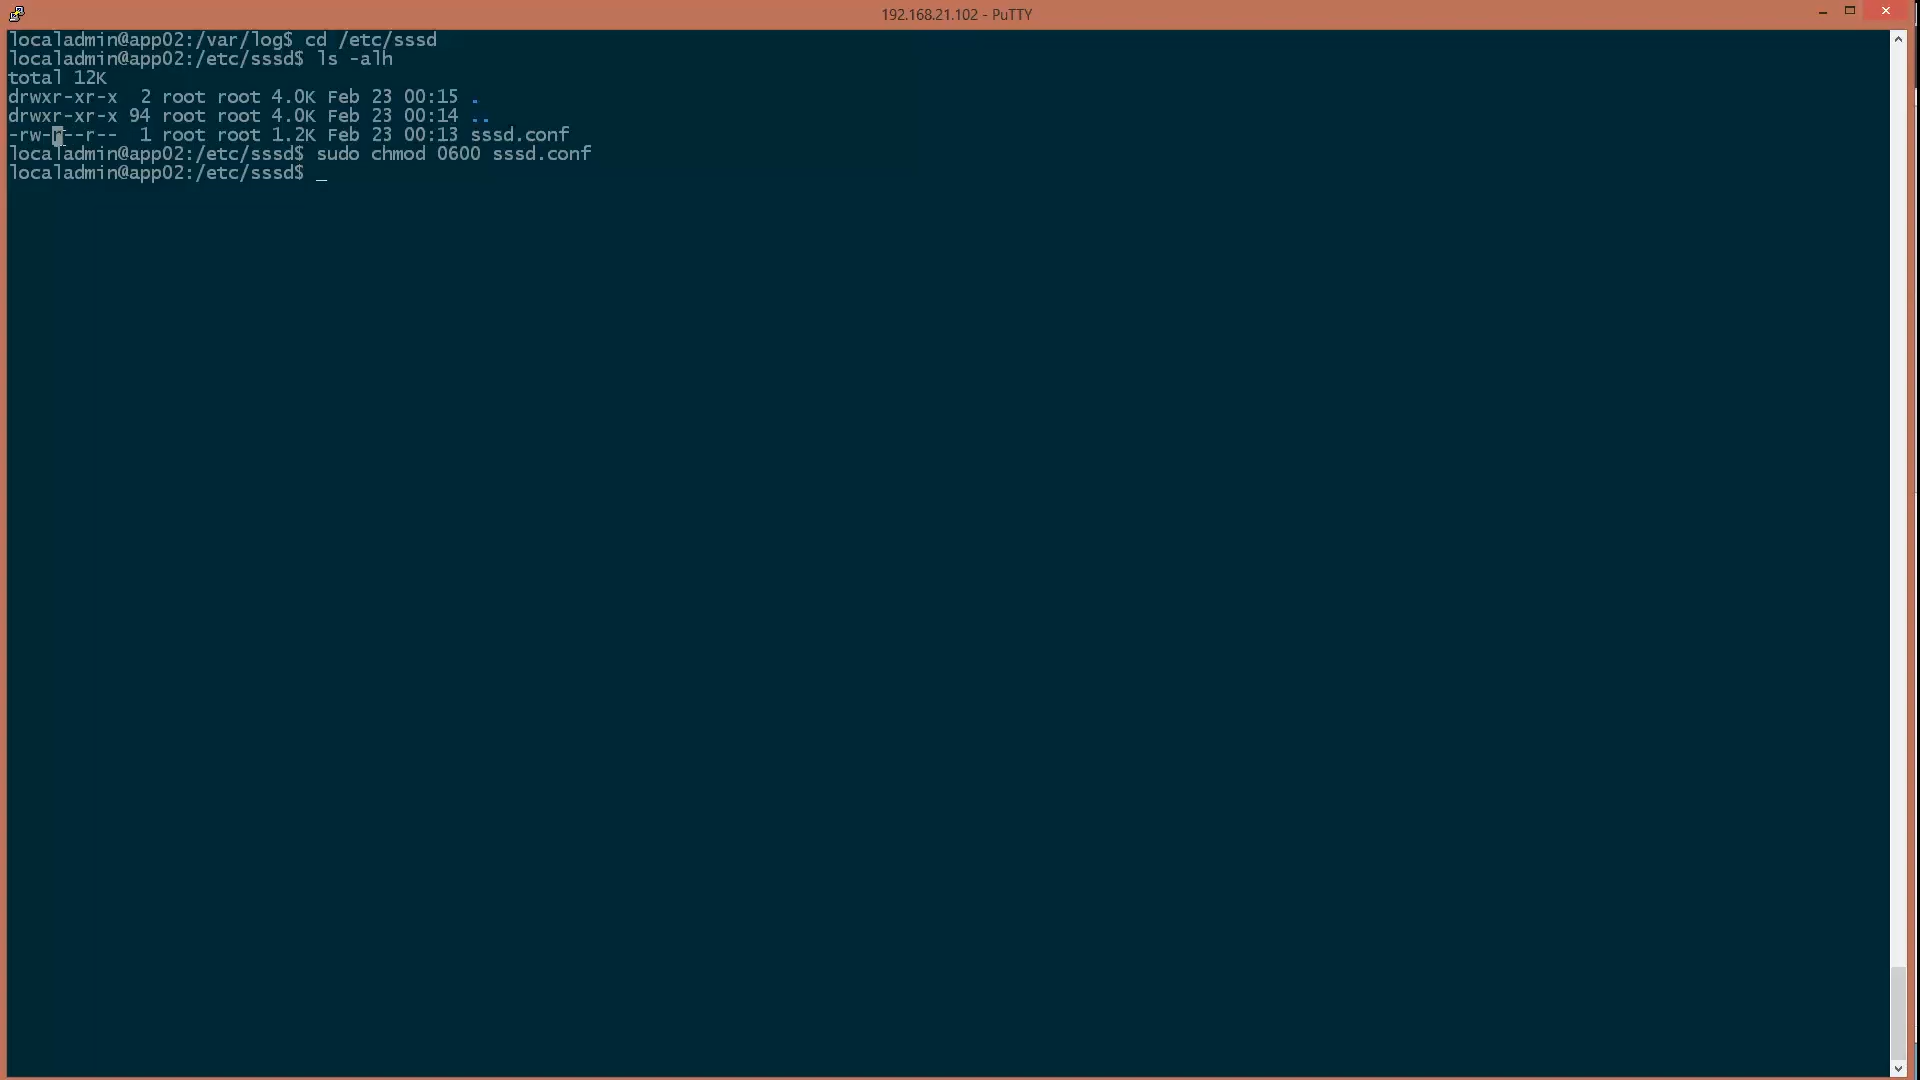 192.168.21.102 - PuTTY
localadmin@app02:/var/log$ cd /etc/sssd
localadmin@app02:/etc/sssd$ ls -alh
total 12K
drwxr-xr-x  2 root root 4.0K Feb 23 00:15 .
drwxr-xr-x 94 root root 4.0K Feb 23 00:14 ..
-rw-r--r--  1 root root 1.2K Feb 23 00:13 sssd.conf
localadmin@app02:/etc/sssd$ sudo chmod 0600 sssd.conf
localadmin@app02:/etc/sssd$ _